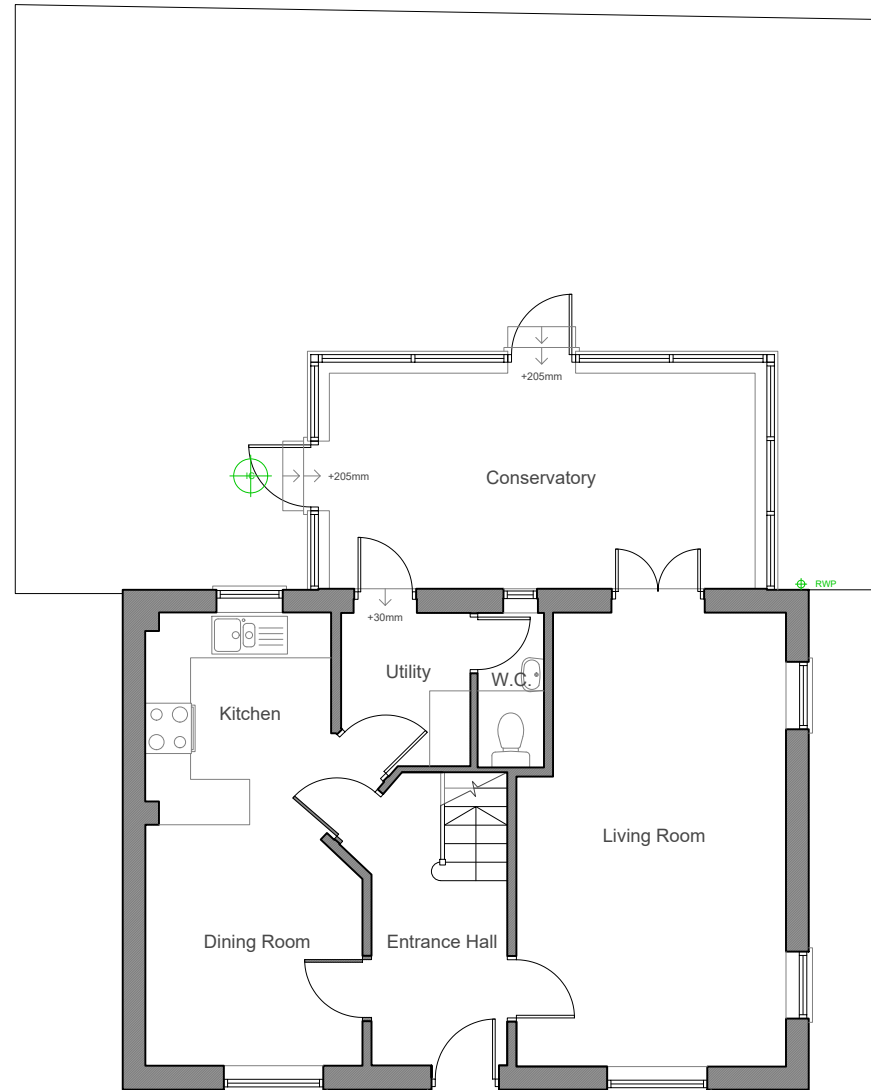 +205mm
+205mm
Conservatory
RWP
+30mm
Utility
W.C.
Kitchen
Living Room
Dining Room
Entrance Hall